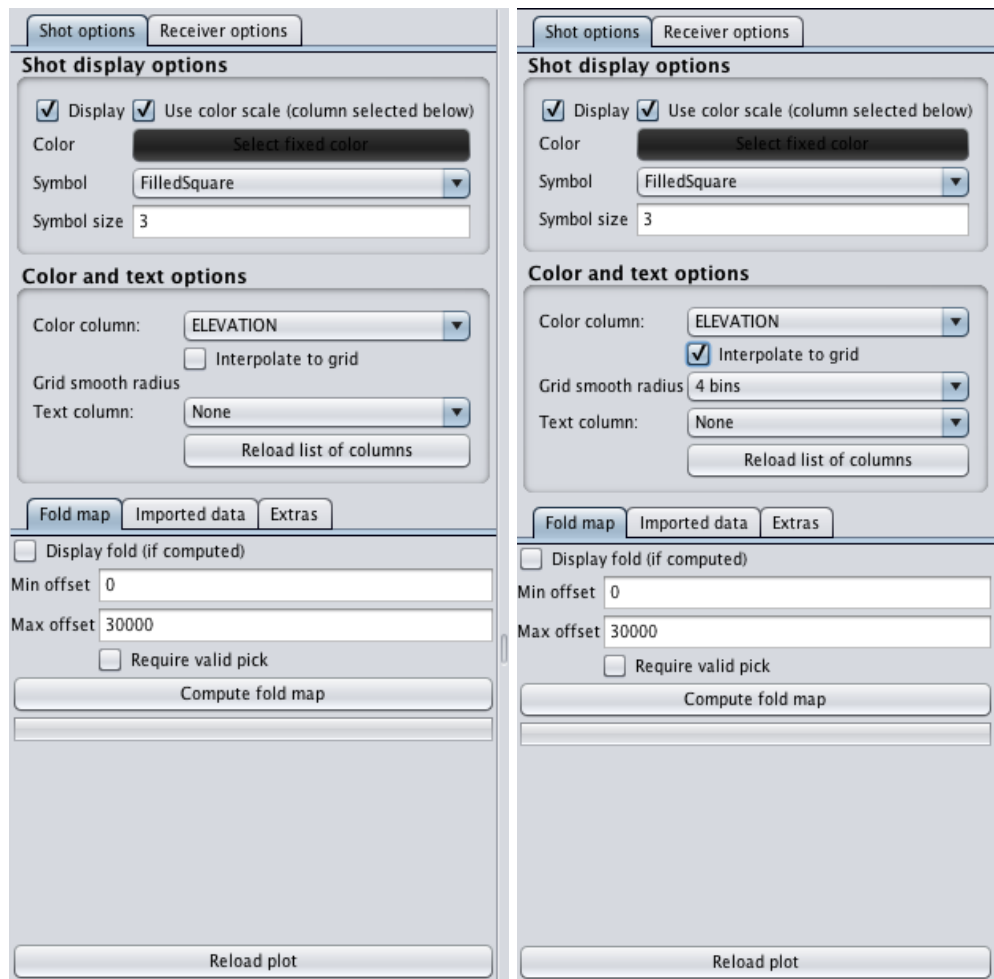 Shot options Receiver options
Shot display options
Display Use color scale (column selected below)
Color Select fixed color
Symbol FilledSquare
Symbol size 3
Color and text options
Color column: ELEVATION
Interpolate to grid
Grid smooth radius
Text column: None
Reload list of columns
Fold map Imported data Extras
Display fold (if computed)
Min offset 0
Max offset 30000
Require valid pick
Compute fold map
Reload plot
Shot options Receiver options
Shot display options
Display Use color scale (column selected below)
Color Select fixed color
Symbol FilledSquare
Symbol size 3
Color and text options
Color column: ELEVATION
Interpolate to grid
Grid smooth radius 4 bins
Text column: None
Reload list of columns
Fold map Imported data Extras
Display fold (if computed)
Min offset 0
Max offset 30000
Require valid pick
Compute fold map
Reload plot